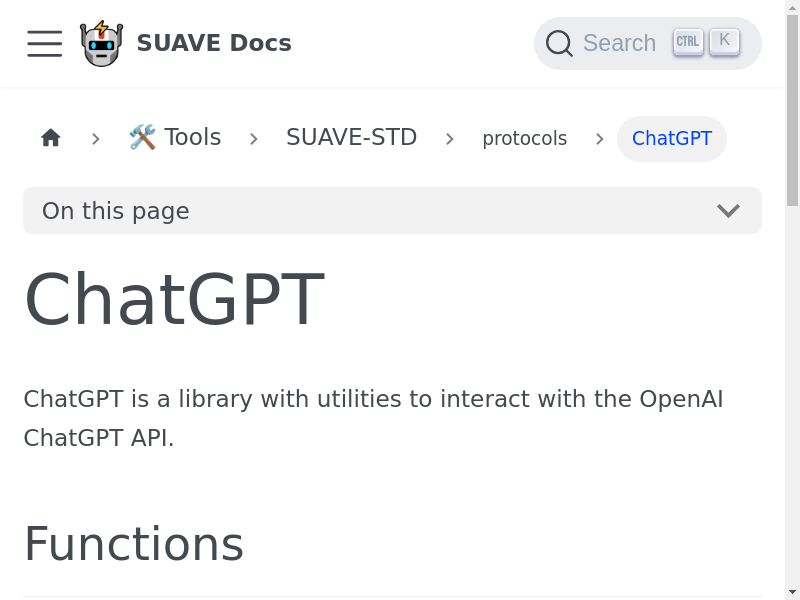 SUAVE Docs
Search CTRL K
🛠️ Tools SUAVE-STD protocols ChatGPT
On this page
ChatGPT
ChatGPT is a library with utilities to interact with the OpenAI
ChatGPT API.
Functions